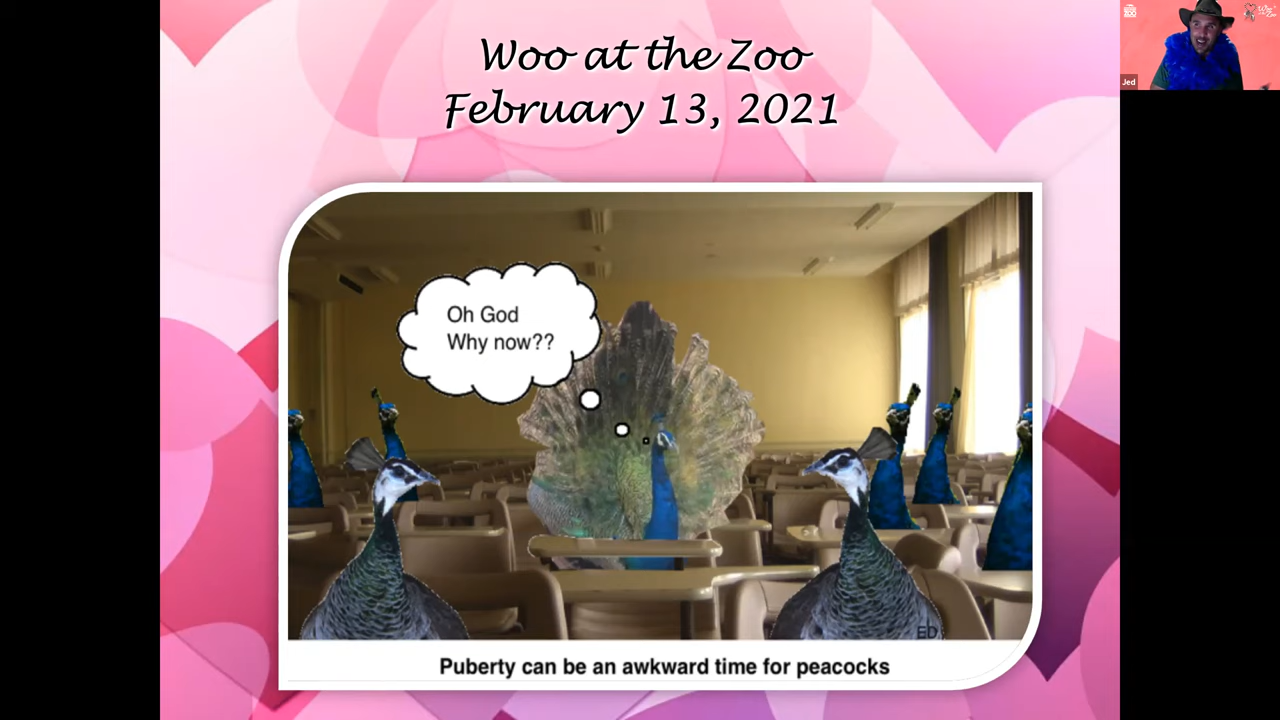 Woo at the Zoo
February 13, 2021
Oh God
Why now??
ED
Puberty can be an awkward time for peacocks
Jed